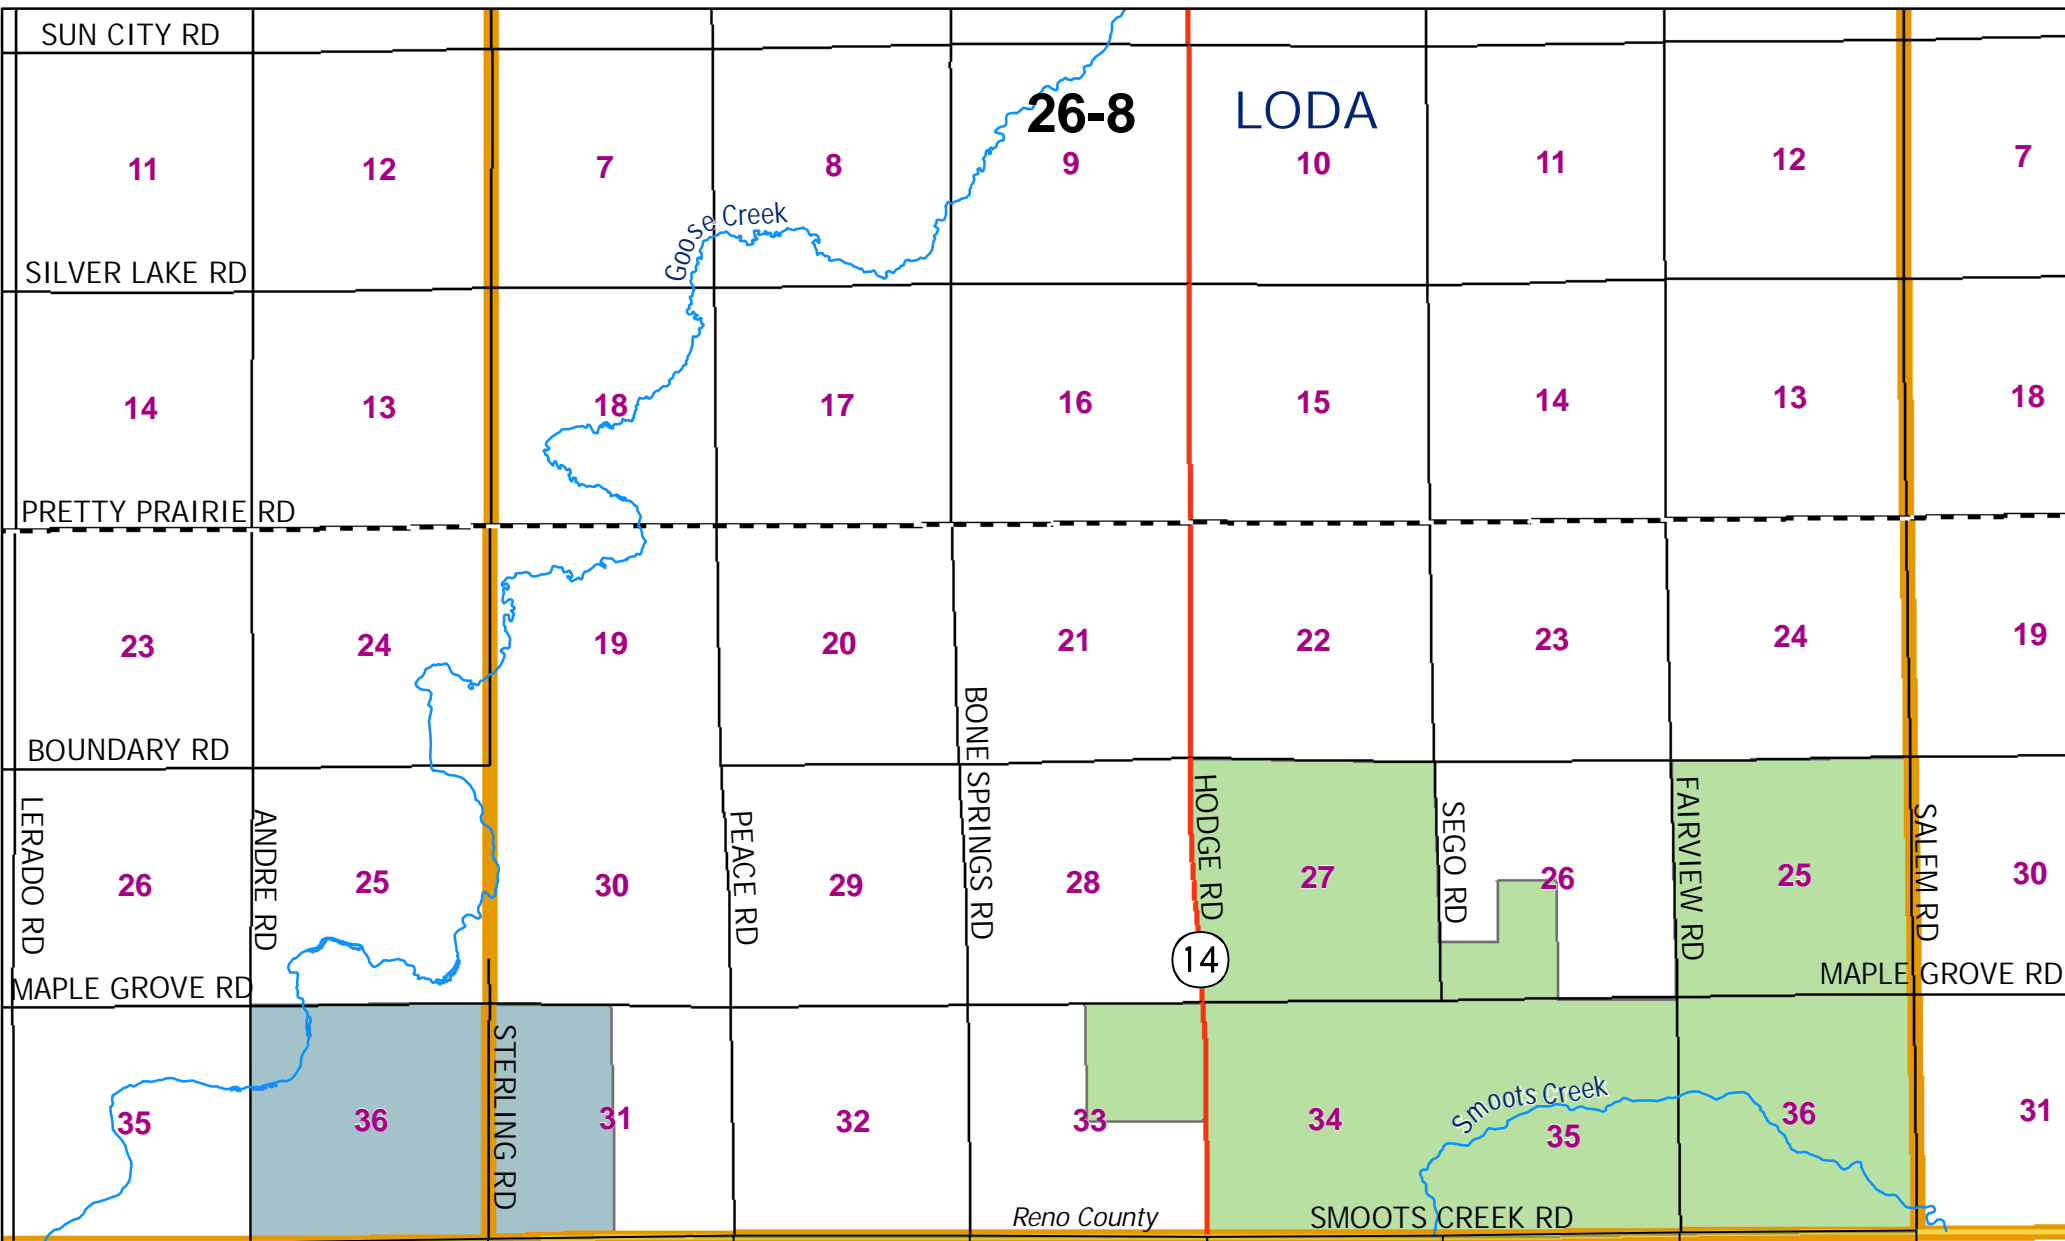 SUN CITY RD
26-8
LODA
11
12
7
8
9
10
11
12
7
Goose Creek
SILVER LAKE RD
14
13
18
17
16
15
14
13
18
PRETTY PRAIRIE RD
23
24
19
20
21
22
23
24
19
BOUNDARY RD
LERADO RD
ANDRE RD
PEACE RD
BONE SPRINGS RD
HODGE RD
SEGO RD
FAIRVIEW RD
SALEM RD
26
25
30
29
28
27
26
25
30
14
MAPLE GROVE RD
MAPLE GROVE RD
STERLING RD
Smoots Creek
35
36
31
32
33
34
35
36
31
Reno County
SMOOTS CREEK RD